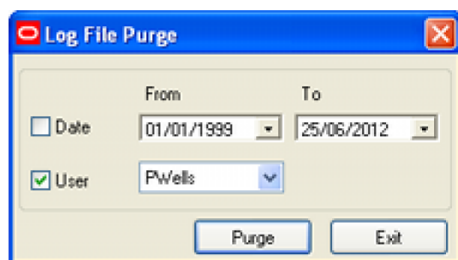 Log File Purge
From To
Date 01/01/1999 25/06/2012
User PWells
Purge Exit